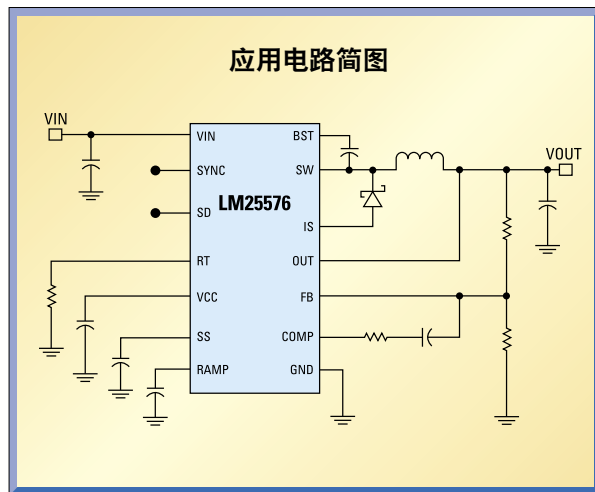 应用电路简图
VIN
VIN
BST
SYNC
SW
VOUT
LM25576
SD
IS
RT
OUT
VCC
FB
SS
COMP
RAMP
GND